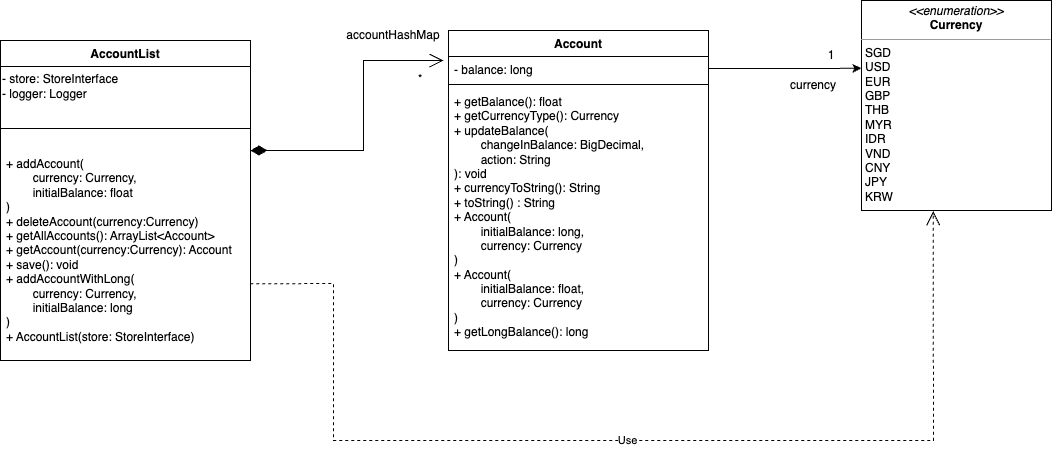 AccountList
- store: StoreInterface
- logger: Logger
+ addAccount(
currency: Currency,
initialBalance: float
)
+ deleteAccount(currency:Currency)
+ getAllAccounts(): ArrayList<Account>
+ getAccount(currency:Currency): Account
+ save(): void
+ addAccountWithLong(
currency: Currency,
initialBalance: long
)
+ AccountList(store: StoreInterface)
accountHashMap
*
Account
- balance: long
+ getBalance(): float
+ getCurrencyType(): Currency
+ updateBalance(
changeInBalance: BigDecimal,
action: String
): void
+ currencyToString(): String
+ toString() : String
+ Account(
initialBalance: long,
currency: Currency
)
+ Account(
initialBalance: float,
currency: Currency
)
+ getLongBalance(): long
1
currency
<<enumeration>>
Currency
SGD
USD
EUR
GBP
THB
MYR
IDR
VND
CNY
JPY
KRW
Use